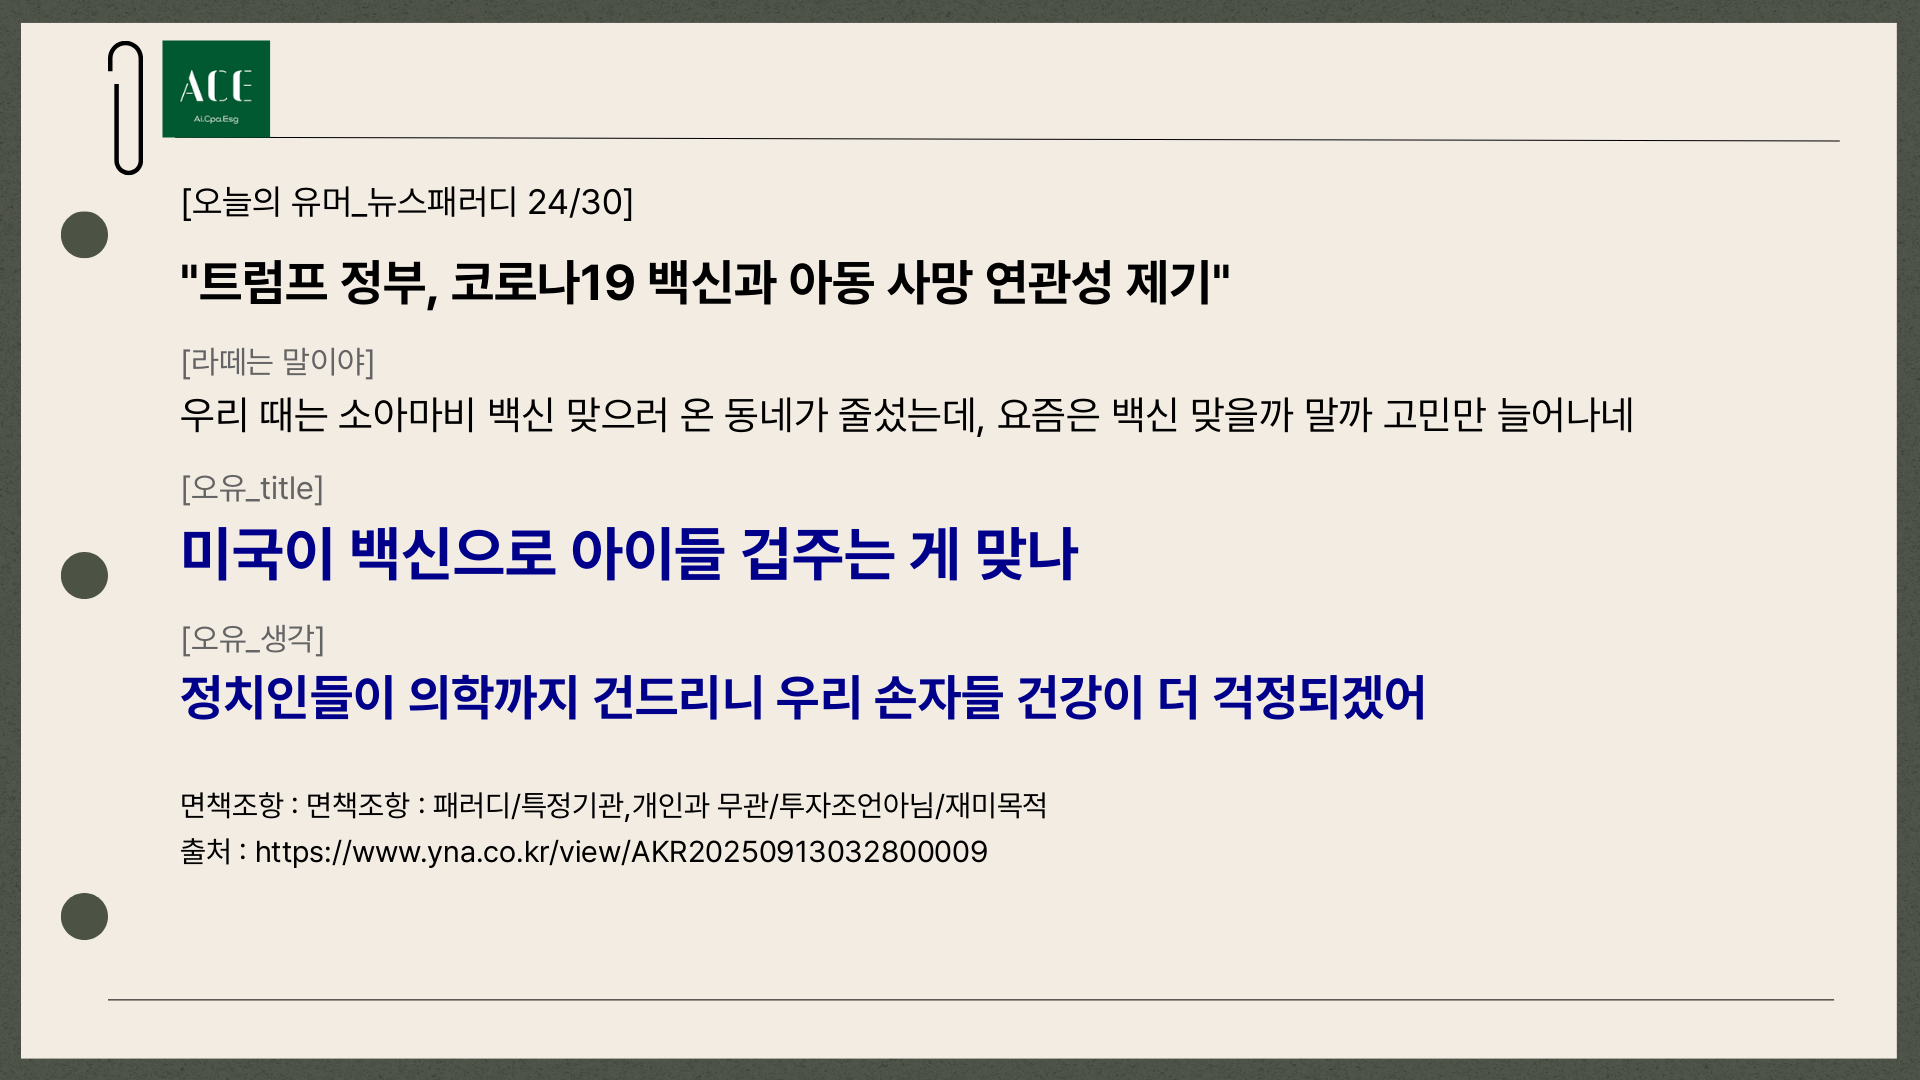 ACE
Ai.Cpa.Esg
[오늘의 유머_뉴스패러디 24/30]
"트럼프 정부, 코로나19 백신과 아동 사망 연관성 제기"
[라떼는 말이야]
우리 때는 소아마비 백신 맞으러 온 동네가 줄섰는데, 요즘은 백신 맞을까 말까 고민만 늘어나네
[오유_title]
미국이 백신으로 아이들 겁주는 게 맞나
[오유_생각]
정치인들이 의학까지 건드리니 우리 손자들 건강이 더 걱정되겠어
면책조항 : 면책조항 : 패러디/특정기관,개인과 무관/투자조언아님/재미목적
출처 : https://www.yna.co.kr/view/AKR20250913032800009